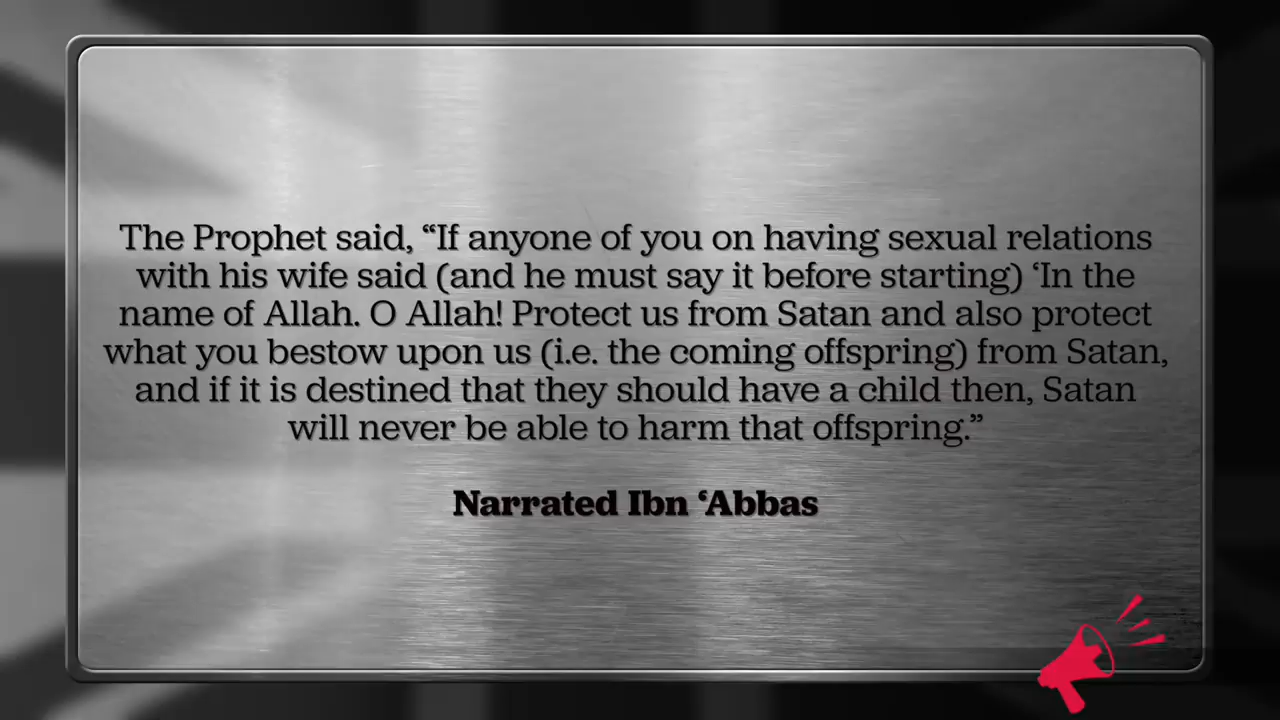 The Prophet said, “If anyone of you on having sexual relations
with his wife said (and he must say it before starting) ‘In the
name of Allah. O Allah! Protect us from Satan and also protect
what you bestow upon us (i.e. the coming offspring) from Satan,
and if it is destined that they should have a child then, Satan
will never be able to harm that offspring.”
Narrated Ibn ‘Abbas